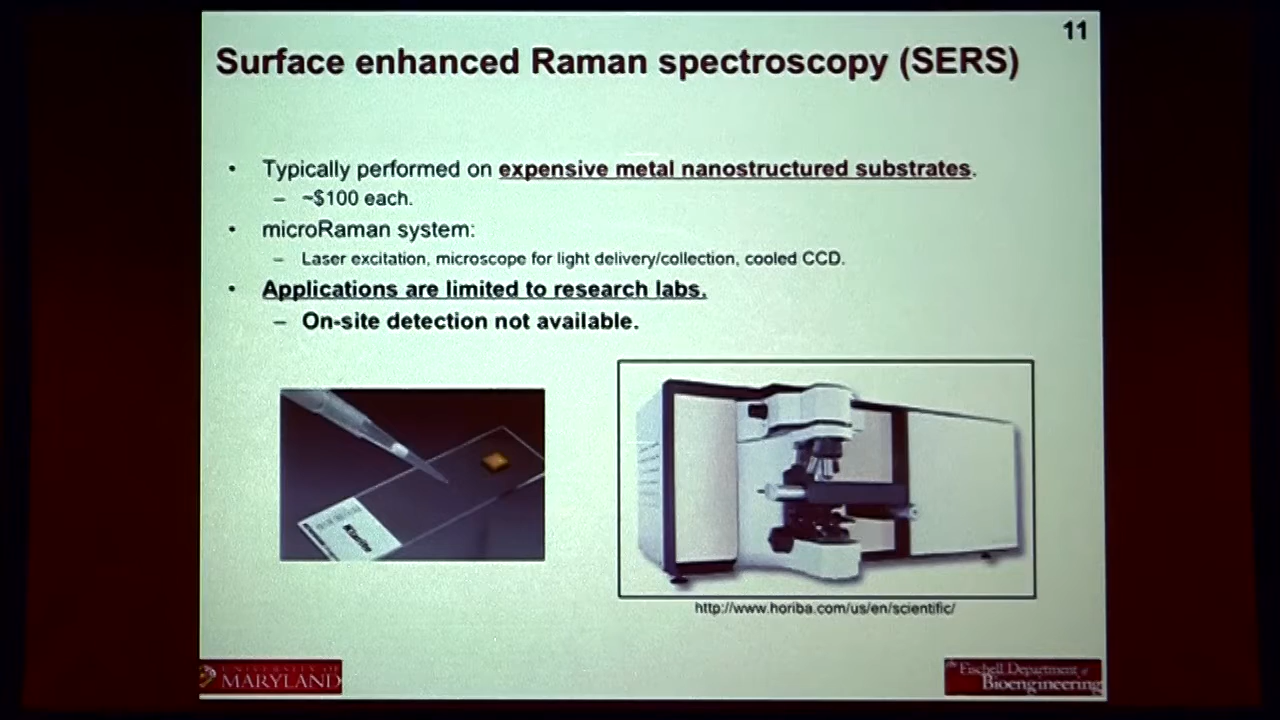 11
Surface enhanced Raman spectroscopy (SERS)
• Typically performed on expensive metal nanostructured substrates.
– ~$100 each.
• microRaman system:
– Laser excitation, microscope for light delivery/collection, cooled CCD.
• Applications are limited to research labs.
– On-site detection not available.
http://www.horiba.com/us/en/scientific/
UNIVERSITY OF
MARYLAND
The Fischell Department of
Bioengineering